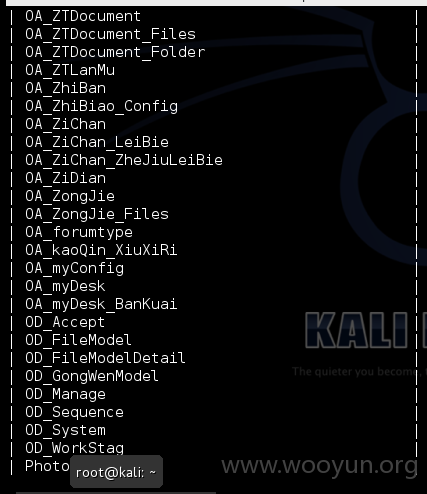 | OA_ZTDocument |
| OA_ZTDocument_Files |
| OA_ZTDocument_Folder |
| OA_ZTLanMu |
| OA_ZhiBan |
| OA_ZhiBiao_Config |
| OA_ZiChan |
| OA_ZiChan_LeiBie |
| OA_ZiChan_ZheJiuLeiBie |
| OA_ZiDian |
| OA_ZongJie |
| OA_ZongJie_Files |
| OA_forumtype |
| OA_kaoQin_XiuXiRi |
| OA_myConfig |
| OA_myDesk |
| OA_myDesk_BanKuai |
| OD_Accept |
| OD_FileModel |
KALI
| OD_FileModelDetail |
The quieter you become,
| OD_GongWenModel |
| OD_Manage |
| OD_Sequence |
| OD_System |
| OD_WorkStag |
| Photo |
root@kali: ~
www.wooyun.org